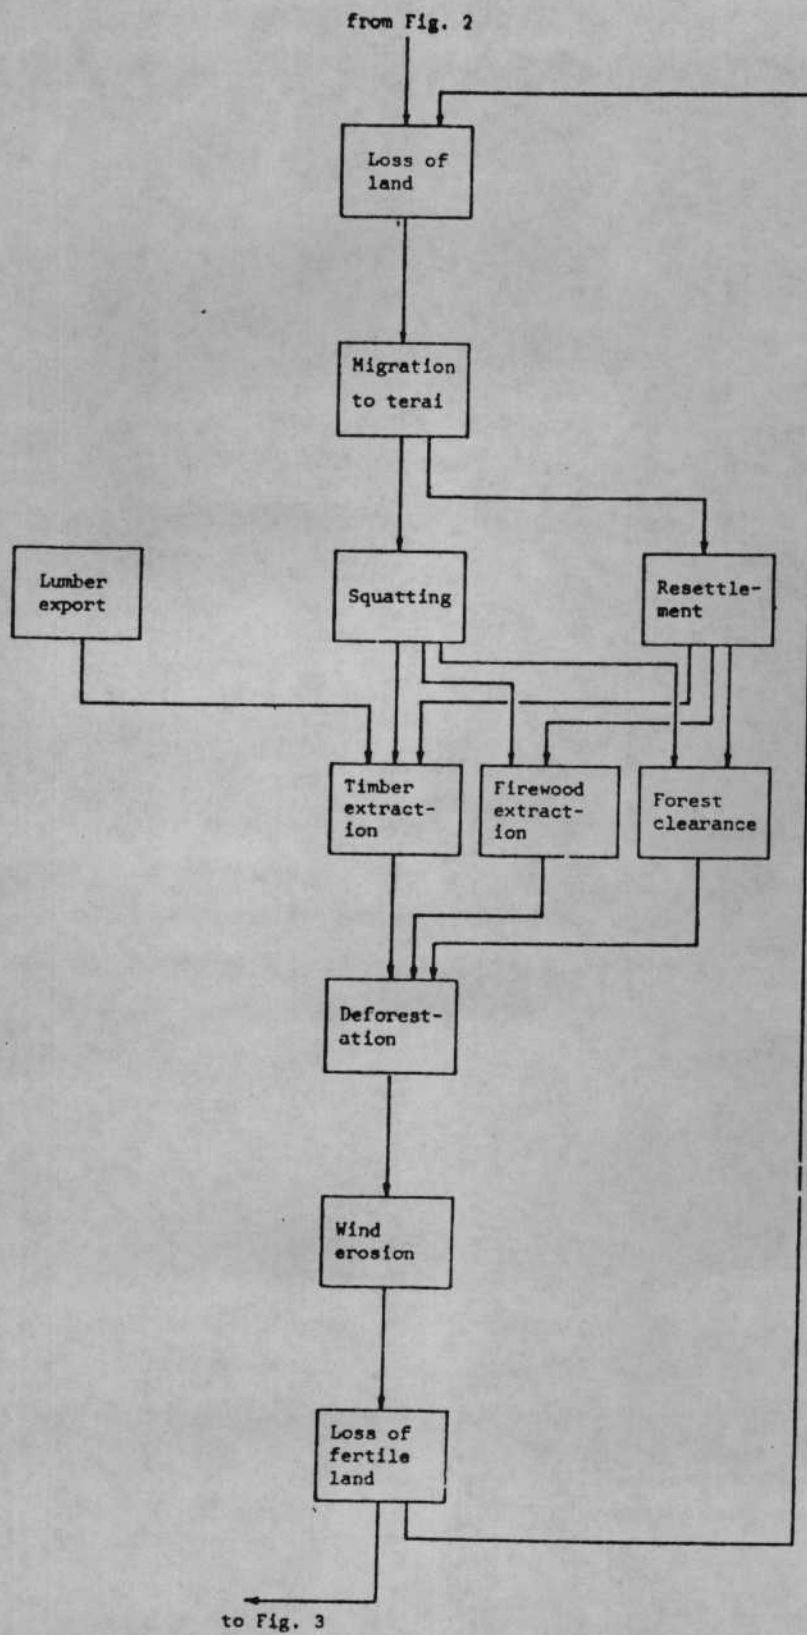 from Fig. 2
Loss of
land
Migration
to terai
Lumber
export
Squatting
Resettle-
ment
Timber
extract-
ion
Firewood
extract-
ion
Forest
clearance
Deforest-
ation
Wind
erosion
Loss of
fertile
land
to Fig. 3